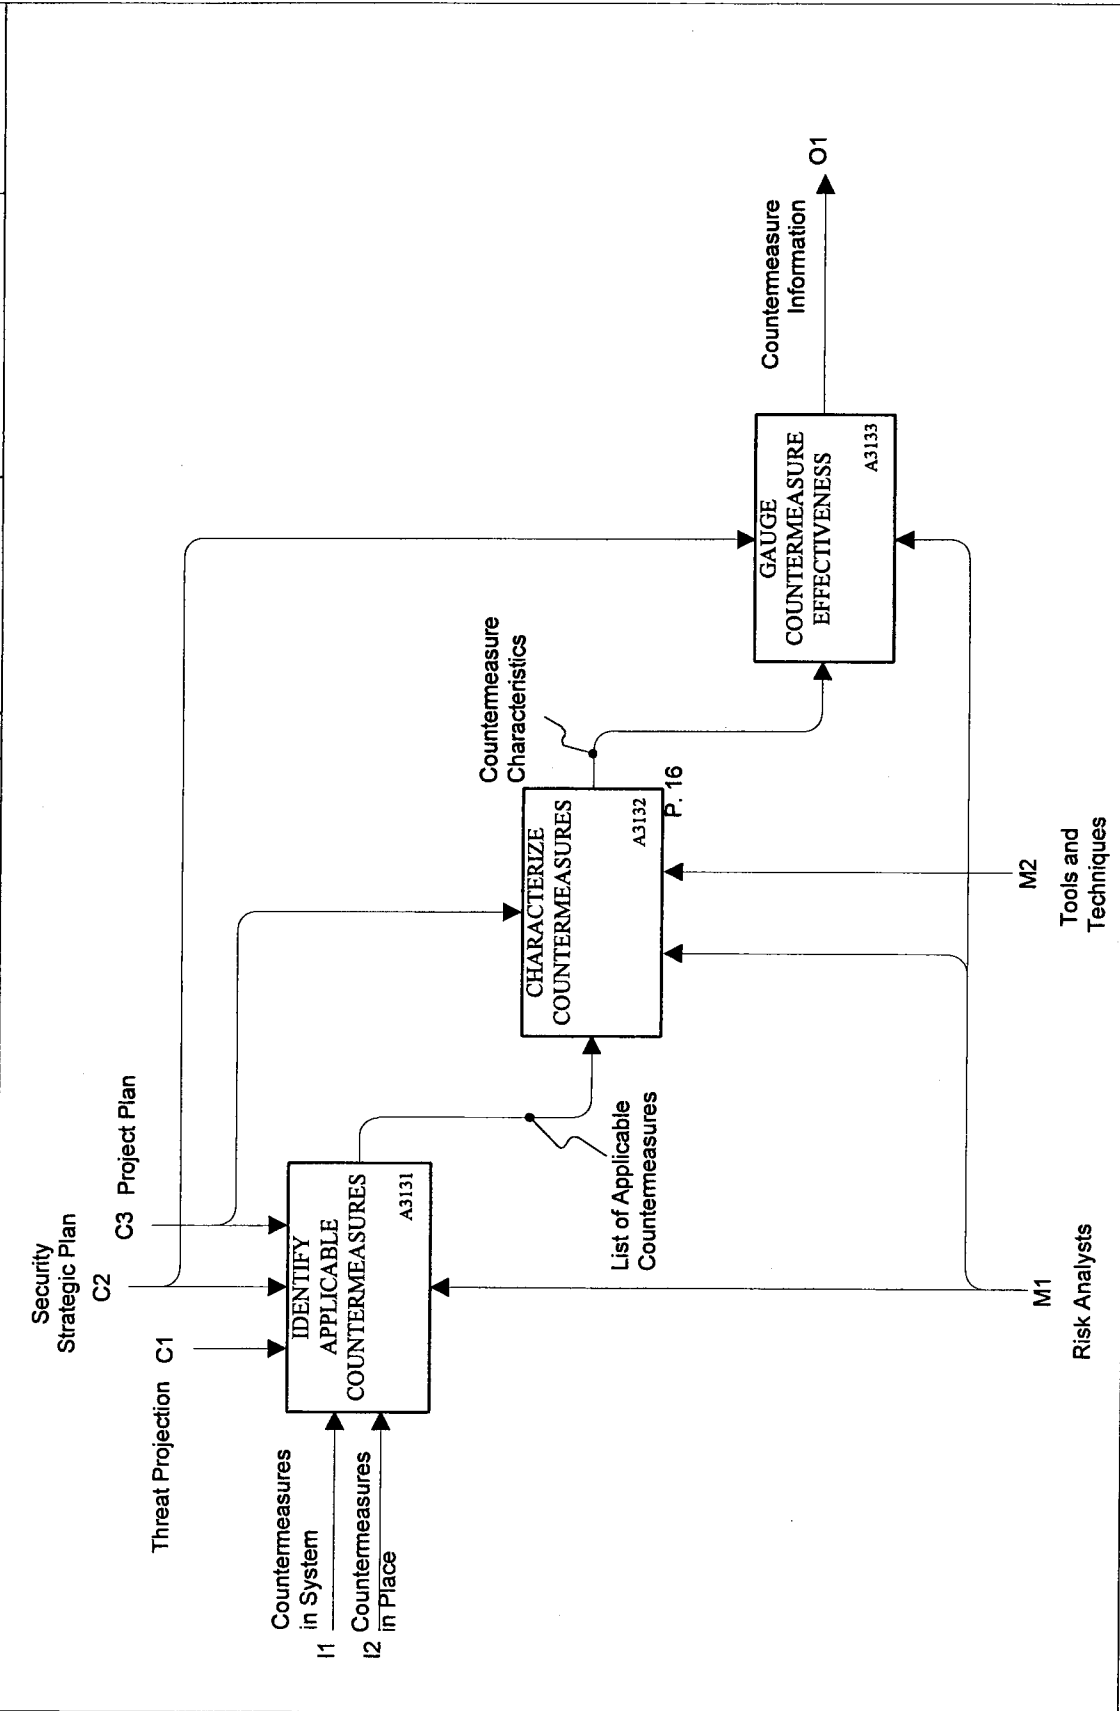 Security
Strategic Plan
C2
C3 Project Plan
Threat Projection C1
Countermeasures
in System
I1
Countermeasures
I2
in Place
IDENTIFY
APPLICABLE
COUNTERMEASURES
A3131
List of Applicable
Countermeasures
CHARACTERIZE
COUNTERMEASURES
A3132
P. 16
Countermeasure
Characteristics
GAUGE
COUNTERMEASURE
EFFECTIVENESS
A3133
Countermeasure
Information
O1
M1
Risk Analysts
M2
Tools and
Techniques